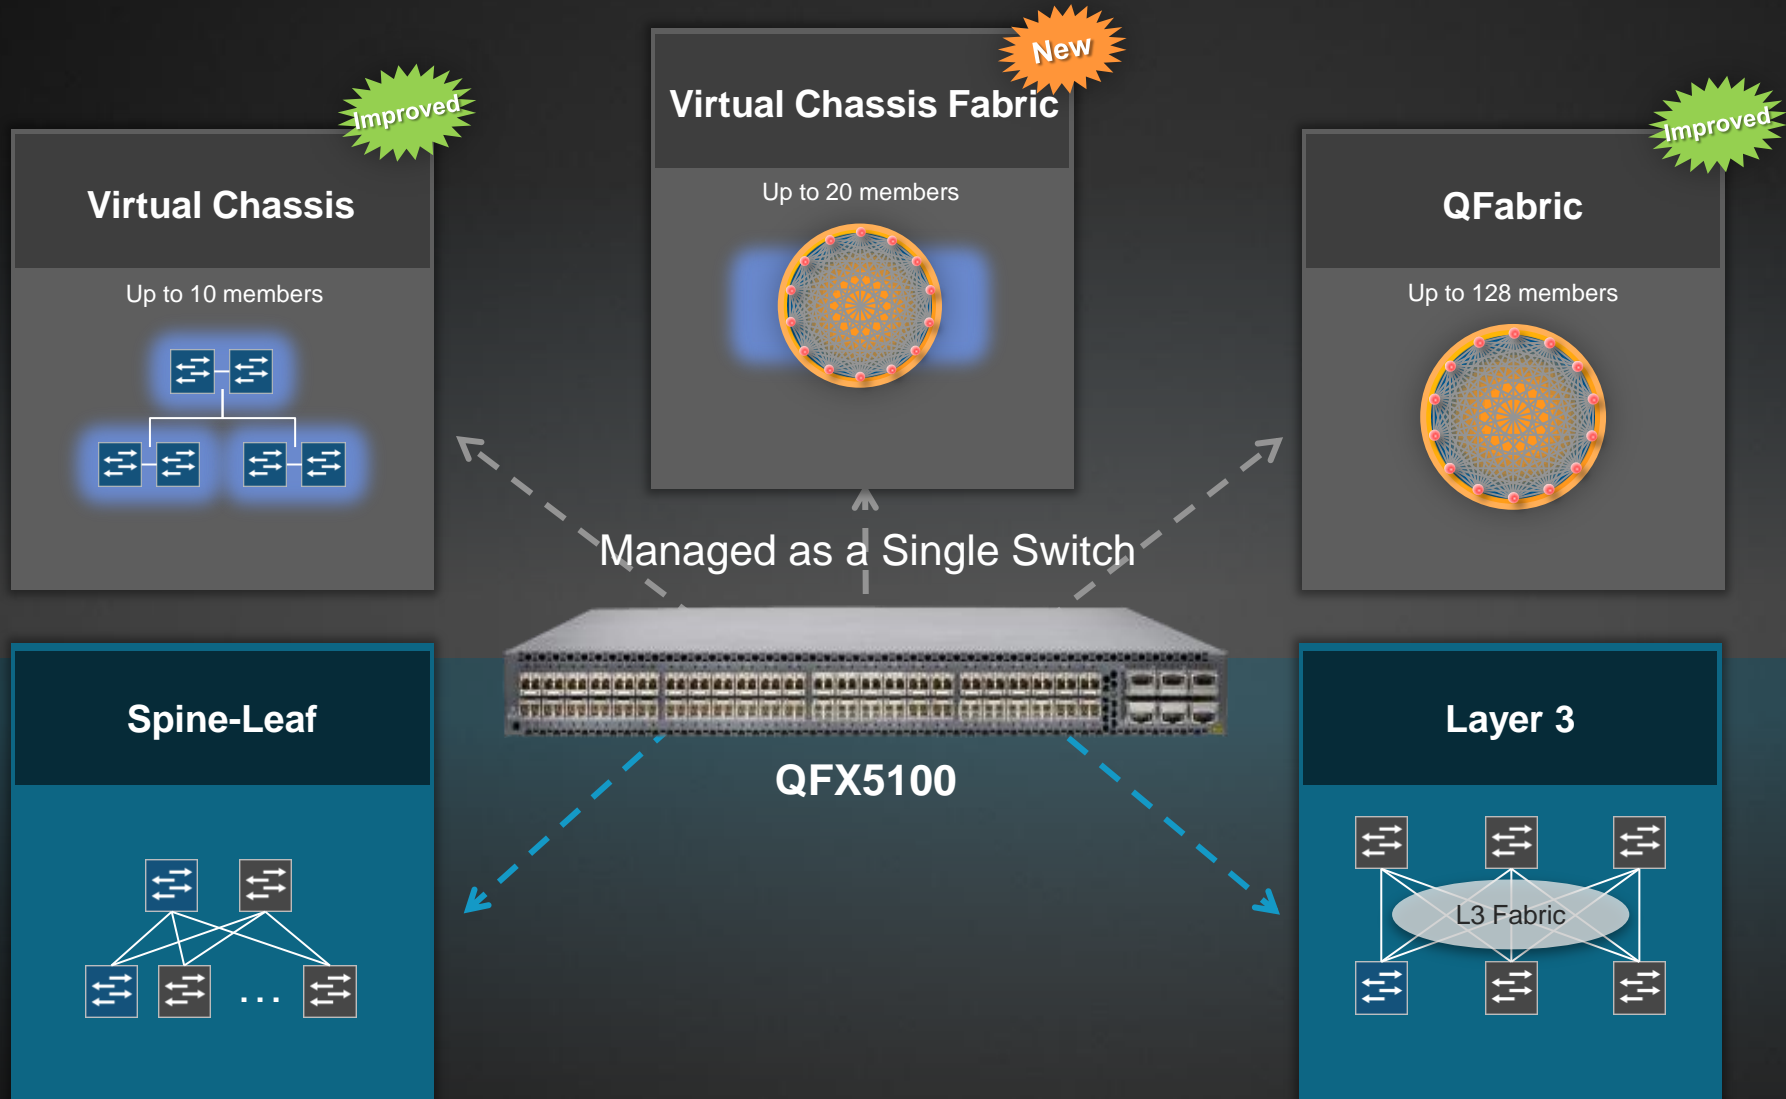 New
Virtual Chassis Fabric
Up to 20 members
Improved
Virtual Chassis
Up to 10 members
Improved
QFabric
Up to 128 members
Managed as a Single Switch
QFX5100
Spine-Leaf
...
Layer 3
L3 Fabric